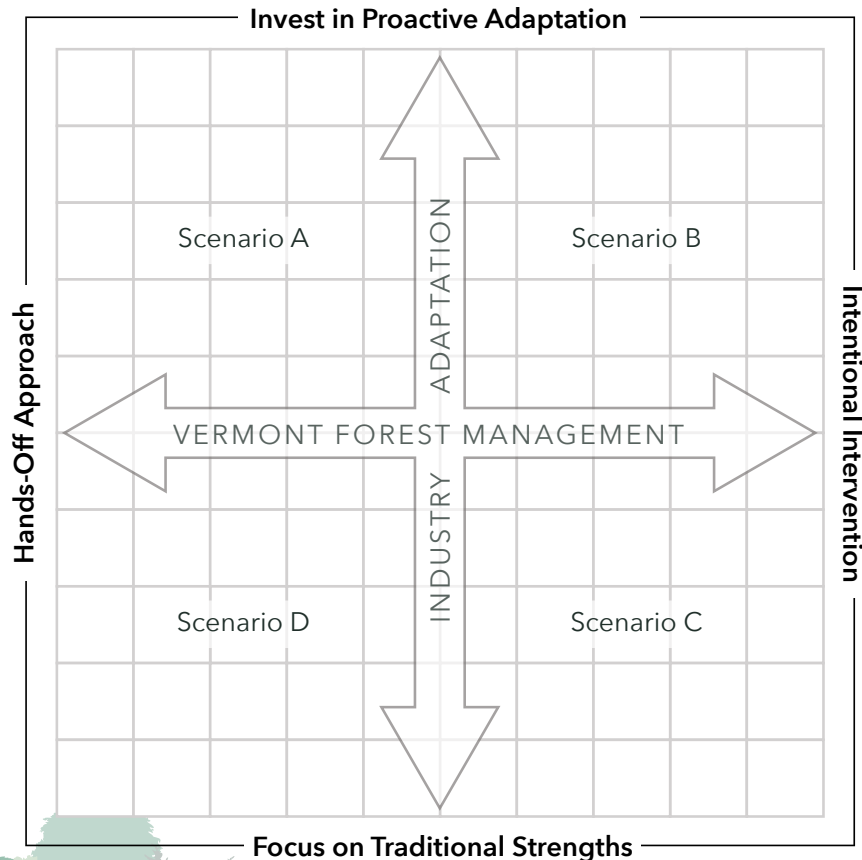 Invest in Proactive Adaptation
Scenario A
Scenario B
ADAPTATION
Hands-Off Approach
VERMONT FOREST MANAGEMENT
Intentional Intervention
INDUSTRY
Scenario D
Scenario C
Focus on Traditional Strengths